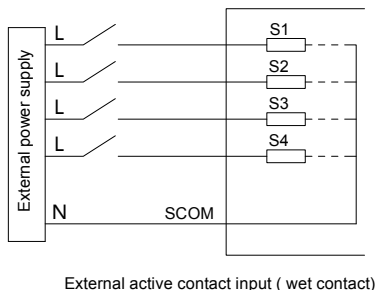 External power supply
L
S1
L
S2
L
S3
L
S4
N
SCOM
External active contact input ( wet contact)